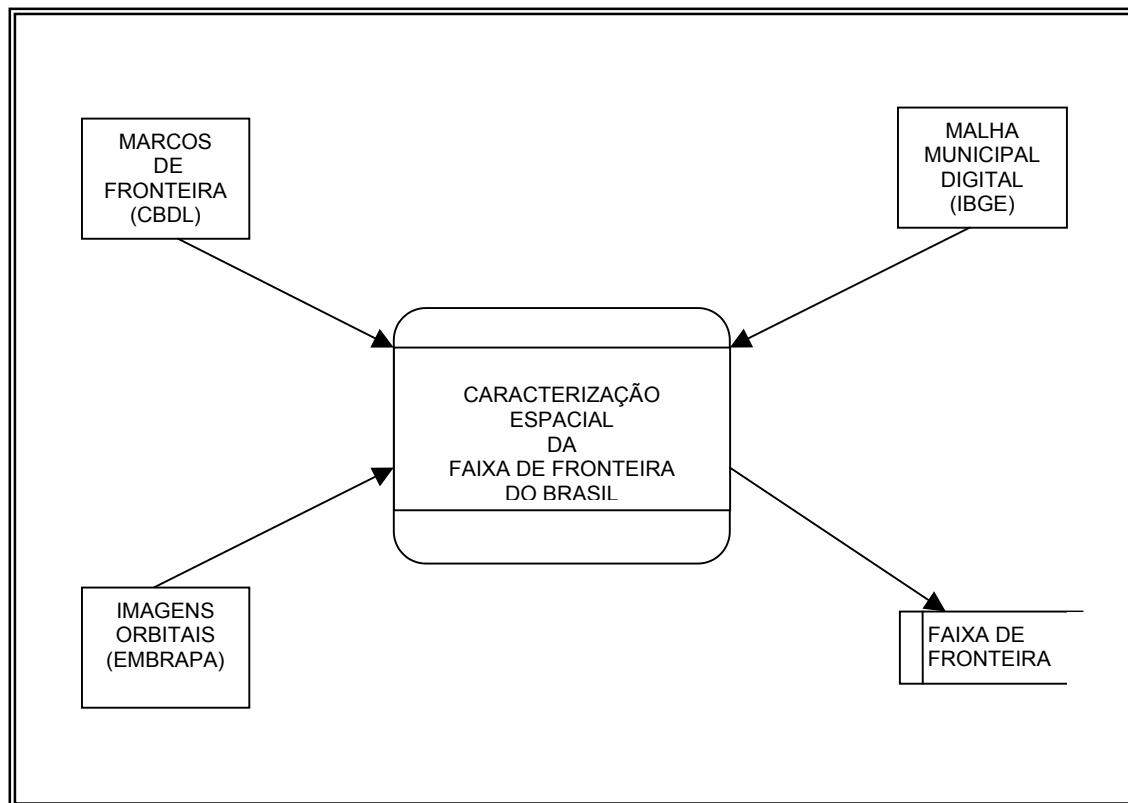 MARCOS
DE
FRONTEIRA
(CBDL)
MALHA
MUNICIPAL
DIGITAL
(IBGE)
CARACTERIZAÇÃO
ESPACIAL
DA
FAIXA DE FRONTEIRA
DO BRASIL
IMAGENS
ORBITAIS
(EMBRAPA)
FAIXA DE
FRONTEIRA